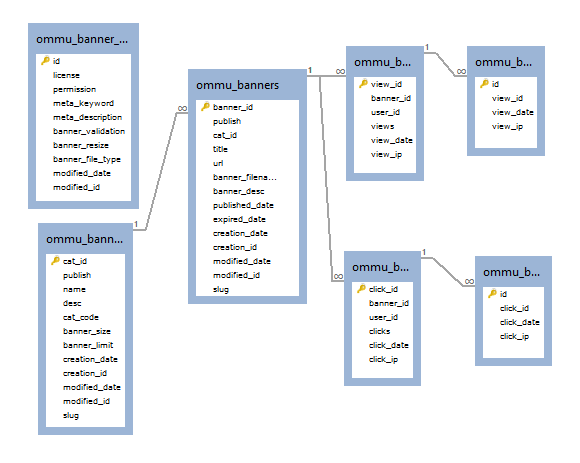 ommu_banner_...
id
license
permission
meta_keyword
meta_description
banner_validation
banner_resize
banner_file_type
modified_date
modified_id
ommu_bann...
cat_id
publish
name
desc
cat_code
banner_size
banner_limit
creation_date
creation_id
modified_date
modified_id
slug
1
∞
ommu_banners
banner_id
publish
cat_id
title
url
banner_filena...
banner_desc
published_date
expired_date
creation_date
creation_id
modified_date
modified_id
slug
1
∞
ommu_b...
view_id
banner_id
user_id
views
view_date
view_ip
1
∞
ommu_b...
id
view_id
view_date
view_ip
∞
ommu_b...
click_id
banner_id
user_id
clicks
click_date
click_ip
1
∞
ommu_b...
id
click_id
click_date
click_ip